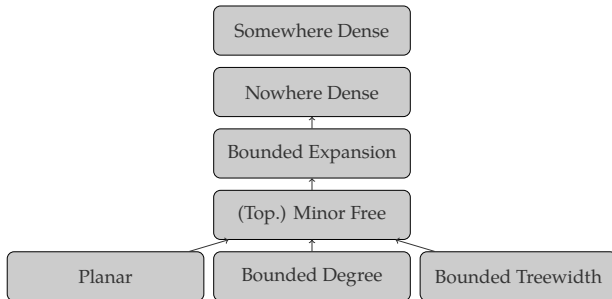 Somewhere Dense
Nowhere Dense
Bounded Expansion
(Top.) Minor Free
Planar
Bounded Degree
Bounded Treewidth